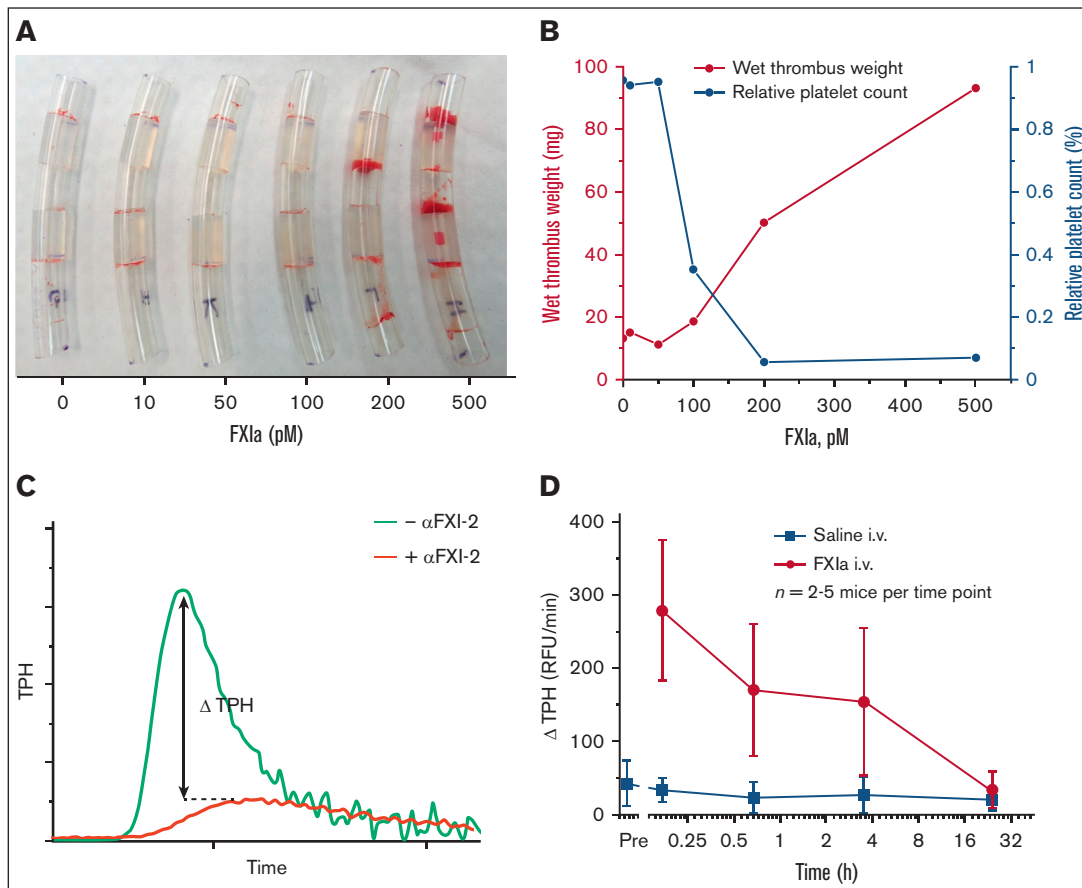 A
0
10
50
100
200
500
FXIa (pM)
B
Wet thrombus weight
Relative platelet count
100
80
60
40
20
0
Wet thrombus weight (mg)
1
0.8
0.6
0.4
0.2
0
Relative platelet count (%)
0
100
200
300
400
500
FXIa, pM
C
− αFXI-2
+ αFXI-2
Δ TPH
TPH
Time
D
Saline i.v.
FXIa i.v.
n = 2-5 mice per time point
400
300
200
100
0
Δ TPH (RFU/min)
Pre
0.25
0.5
1
2
4
8
16
32
Time (h)